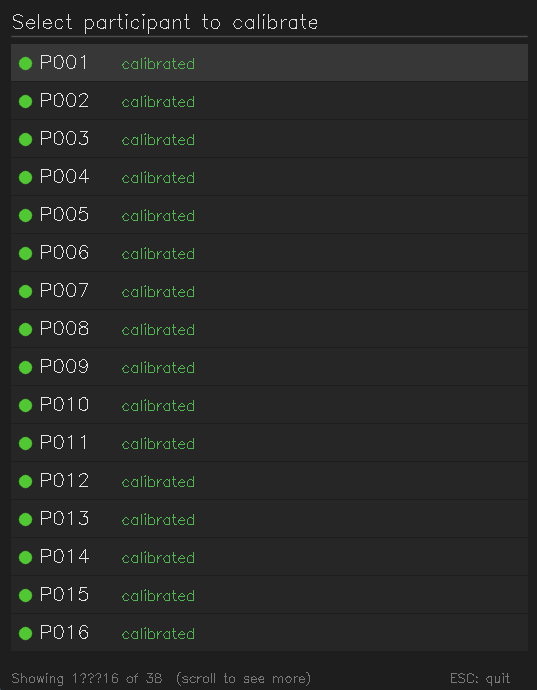 Select participant to calibrate
P001 calibrated
P002 calibrated
P003 calibrated
P004 calibrated
P005 calibrated
P006 calibrated
P007 calibrated
P008 calibrated
P009 calibrated
P010 calibrated
P011 calibrated
P012 calibrated
P013 calibrated
P014 calibrated
P015 calibrated
P016 calibrated
Showing 1???16 of 38 (scroll to see more) ESC: quit